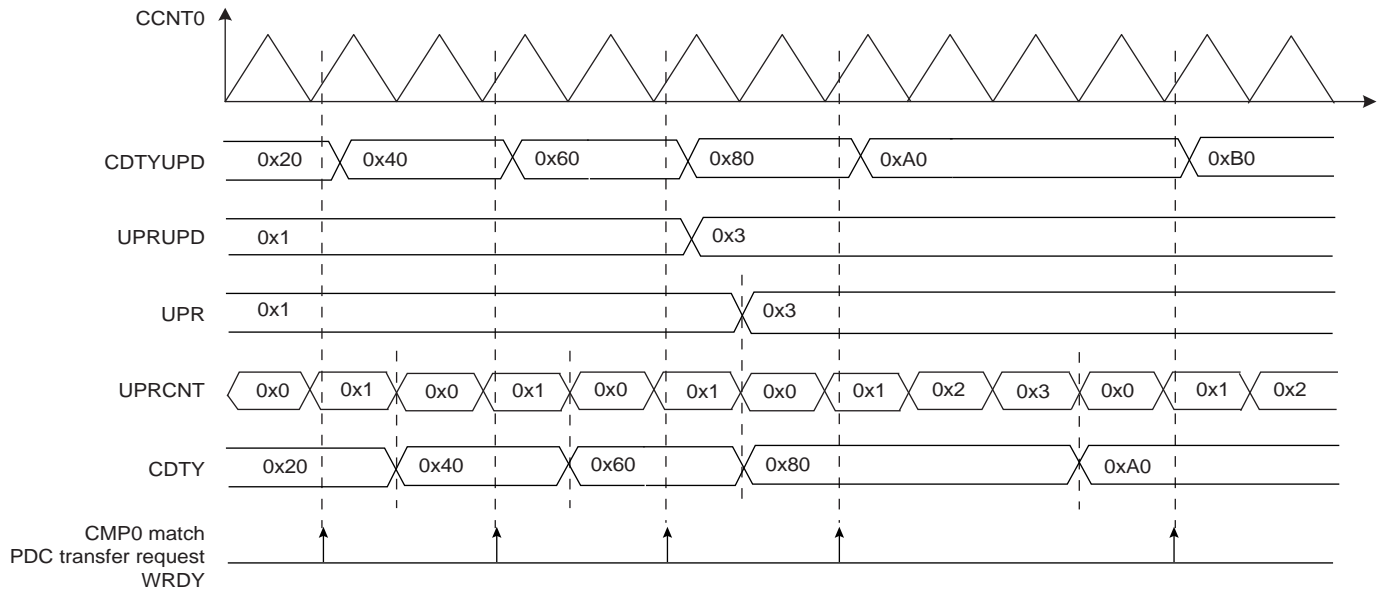 CCNT0
CDTYUPD 0x20 0x40 0x60 0x80 0xA0 0xB0
UPRUPD 0x1 0x3
UPR 0x1 0x3
UPRCNT 0x0 0x1 0x0 0x1 0x0 0x1 0x0 0x1 0x2 0x3 0x0 0x1 0x2
CDTY 0x20 0x40 0x60 0x80 0xA0
CMP0 match
PDC transfer request
WRDY